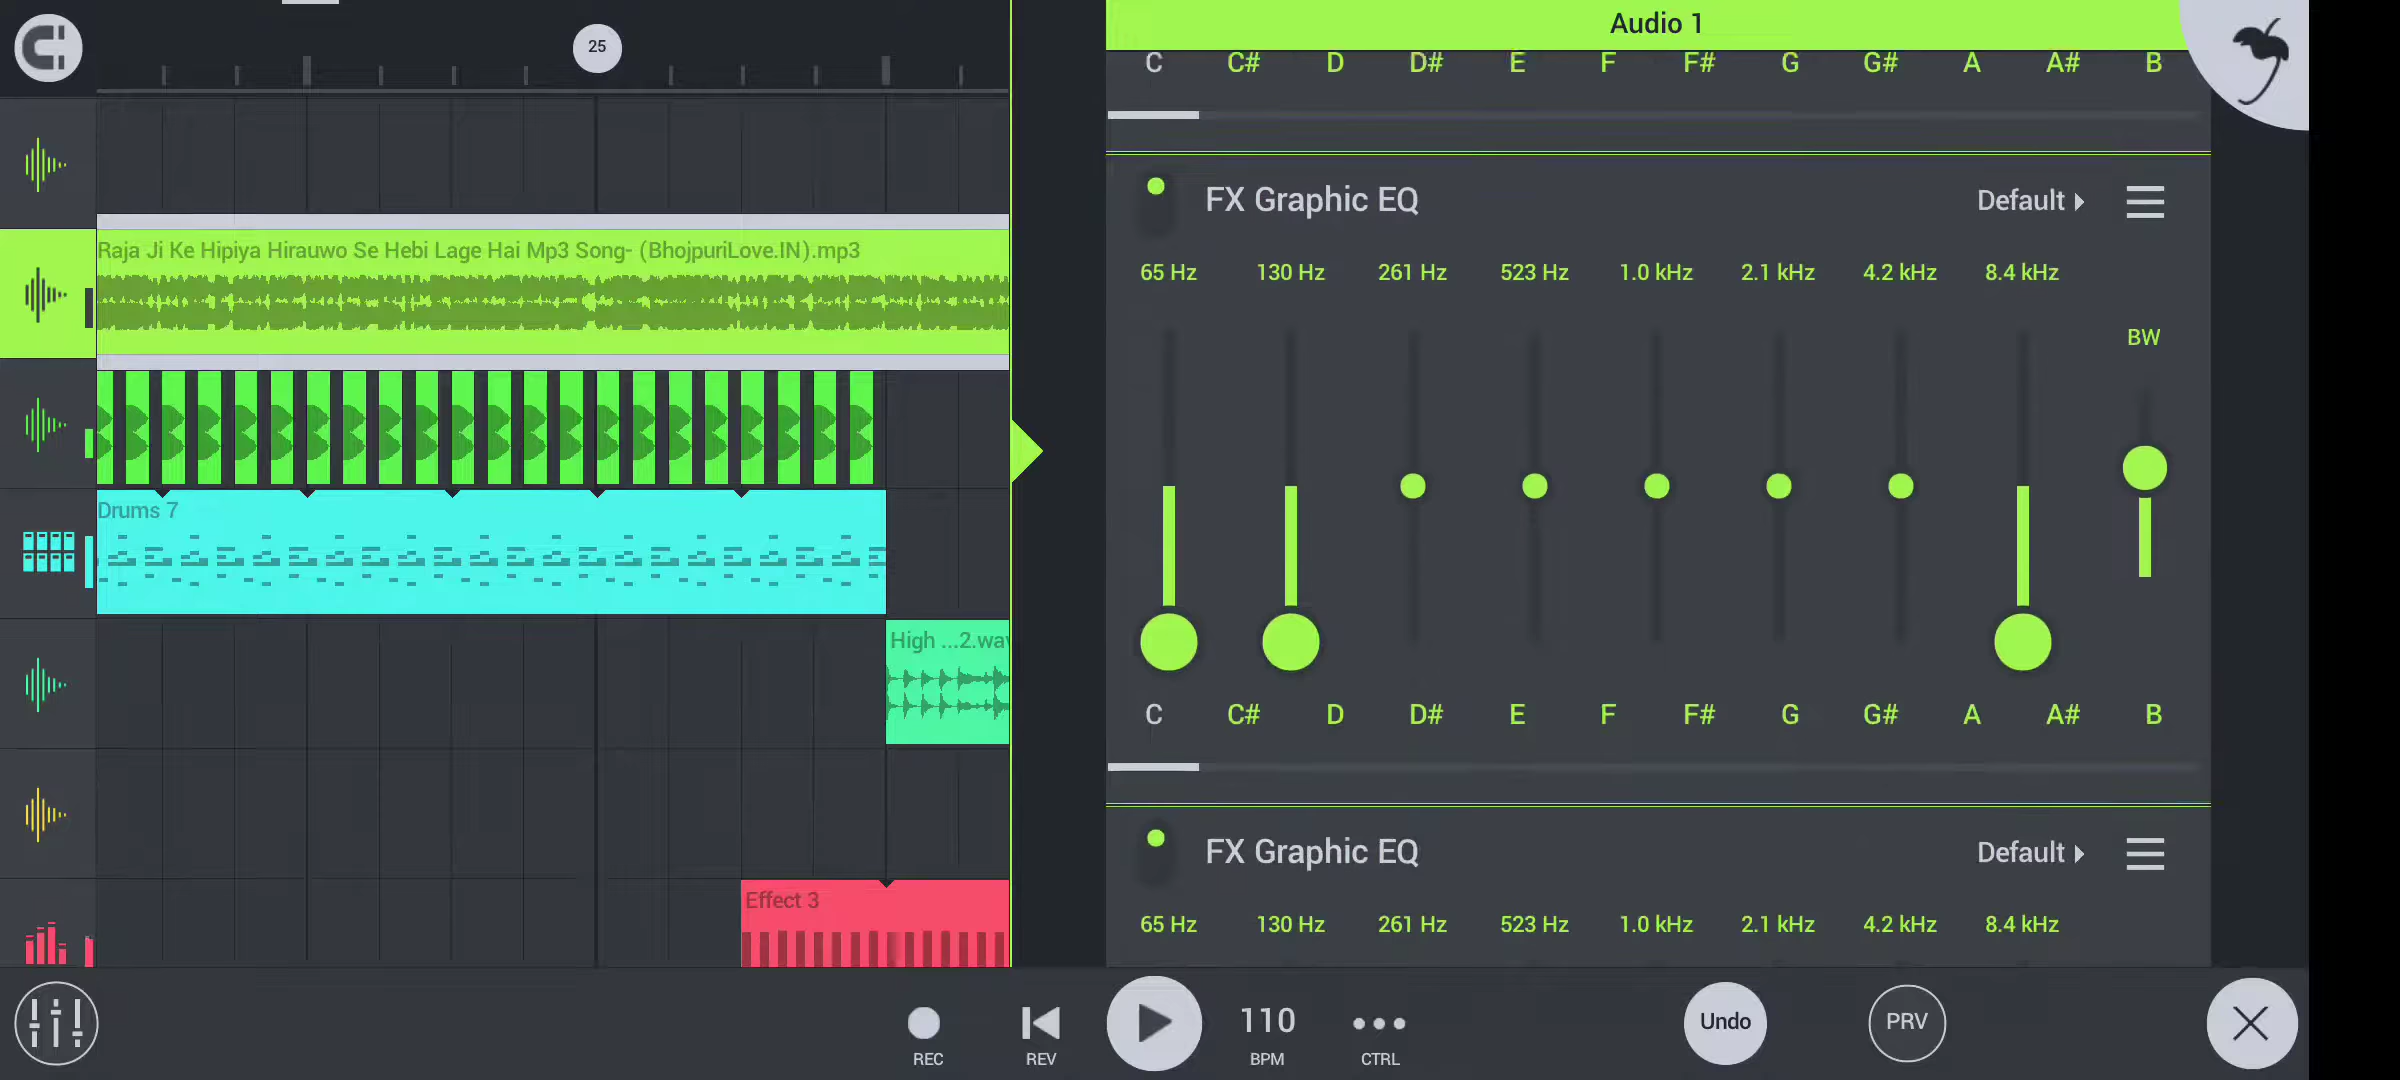 25
Audio 1
C C# D D# E F F# G G# A A# B
FX Graphic EQ Default
65 Hz 130 Hz 261 Hz 523 Hz 1.0 kHz 2.1 kHz 4.2 kHz 8.4 kHz
BW
C C# D D# E F F# G G# A A# B
FX Graphic EQ Default
65 Hz 130 Hz 261 Hz 523 Hz 1.0 kHz 2.1 kHz 4.2 kHz 8.4 kHz
Raja Ji Ke Hipiya Hirauwo Se Hebi Lage Hai Mp3 Song- (BhojpuriLove.IN).mp3
Drums 7
High ...2.wav
Effect 3
REC
REV
110
BPM
CTRL
Undo
PRV